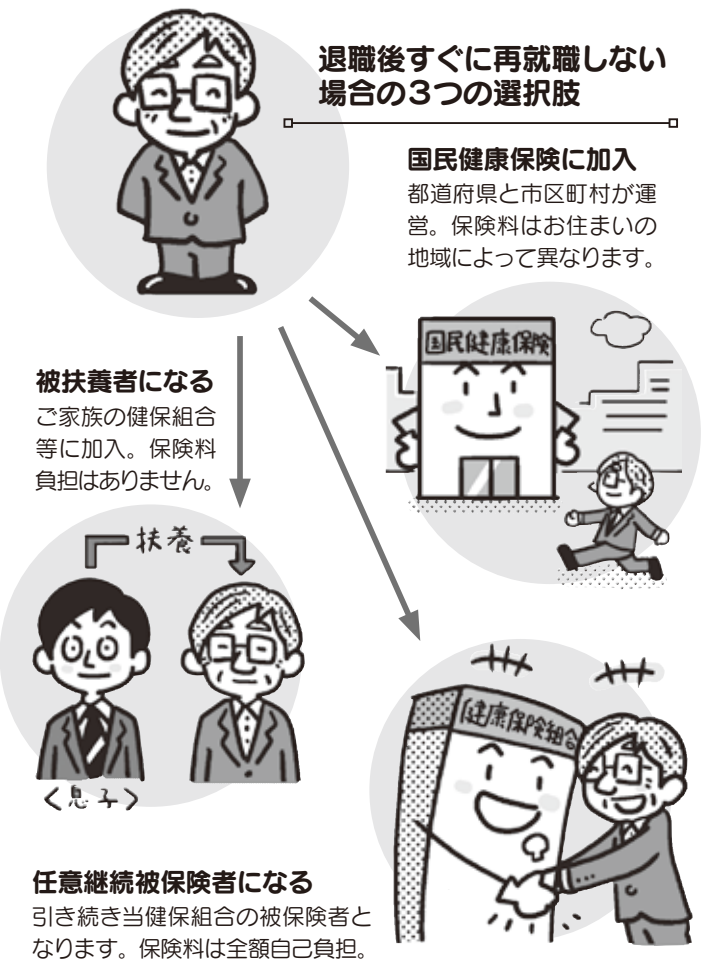 退職後すぐに再就職しない
場合の3つの選択肢
国民健康保険に加入
都道府県と市区町村が運
営。保険料はお住まいの
地域によって異なります。
国民健康保険
被扶養者になる
ご家族の健保組合
等に加入。保険料
負担はありません。
扶養
<息子>
健康保険組合
任意継続被保険者になる
引き続き当健保組合の被保険者と
なります。保険料は全額自己負担。